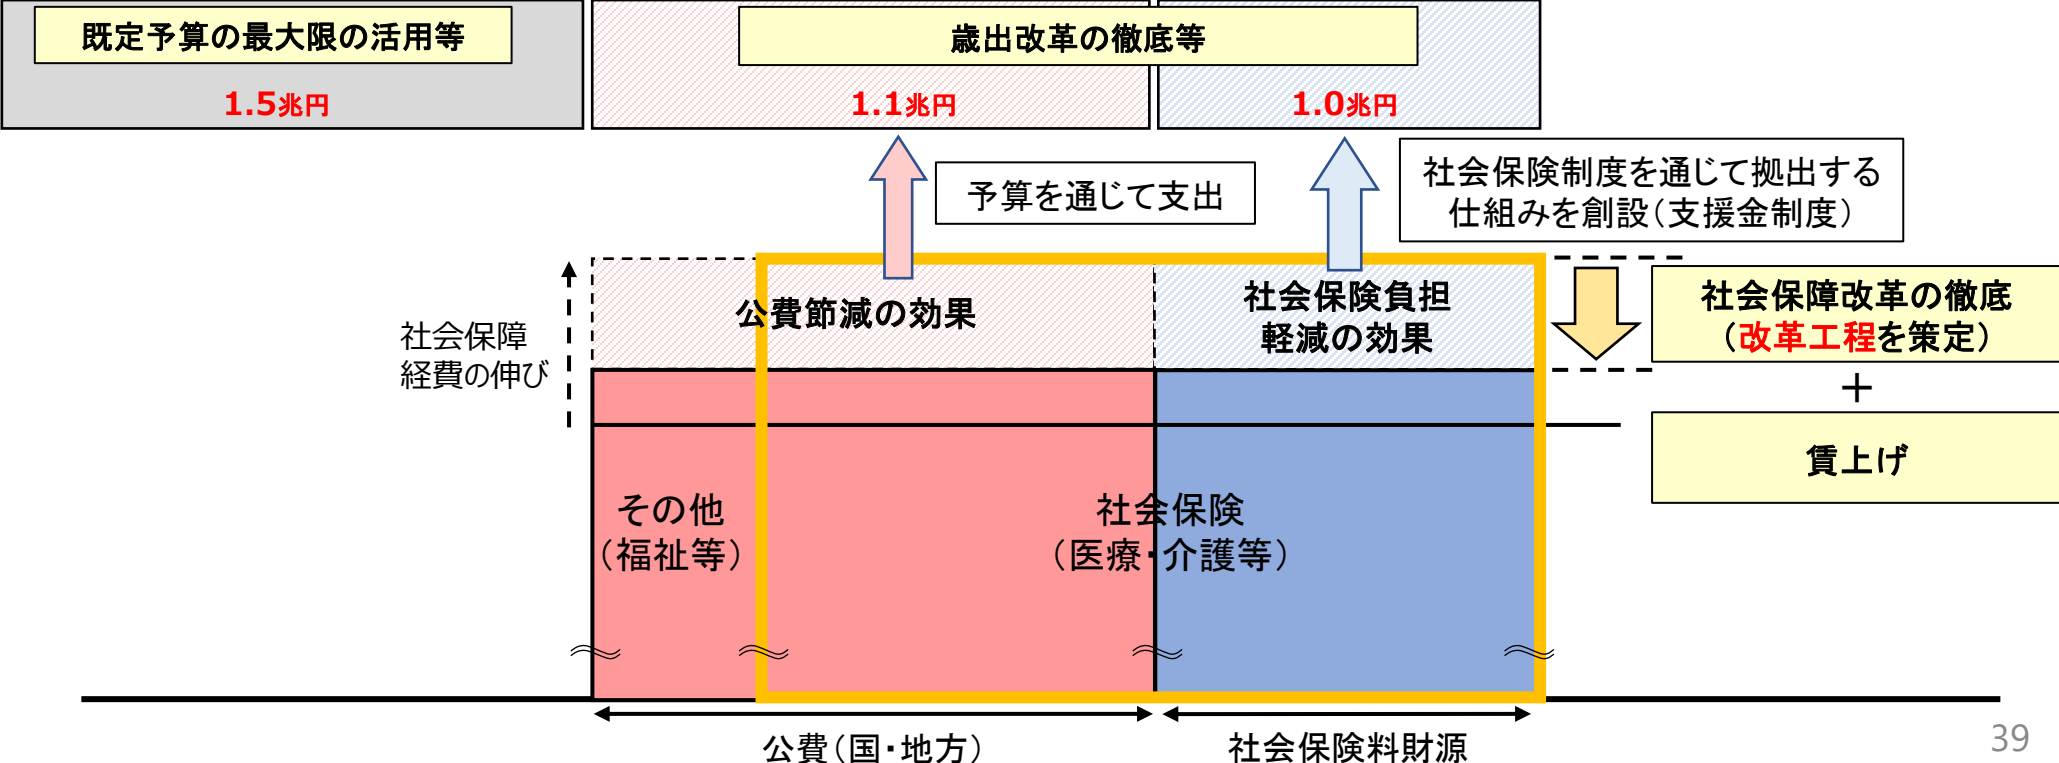 既定予算の最大限の活用等
1.5兆円
歳出改革の徹底等
1.1兆円
1.0兆円
予算を通じて支出
社会保険制度を通じて拠出する
仕組みを創設（支援金制度）
社会保障
経費の伸び
公費節減の効果
社会保険負担
軽減の効果
社会保障改革の徹底
（改革工程を策定）
＋
賃上げ
その他
（福祉等）
社会保険
（医療・介護等）
公費（国・地方）
社会保険料財源
39